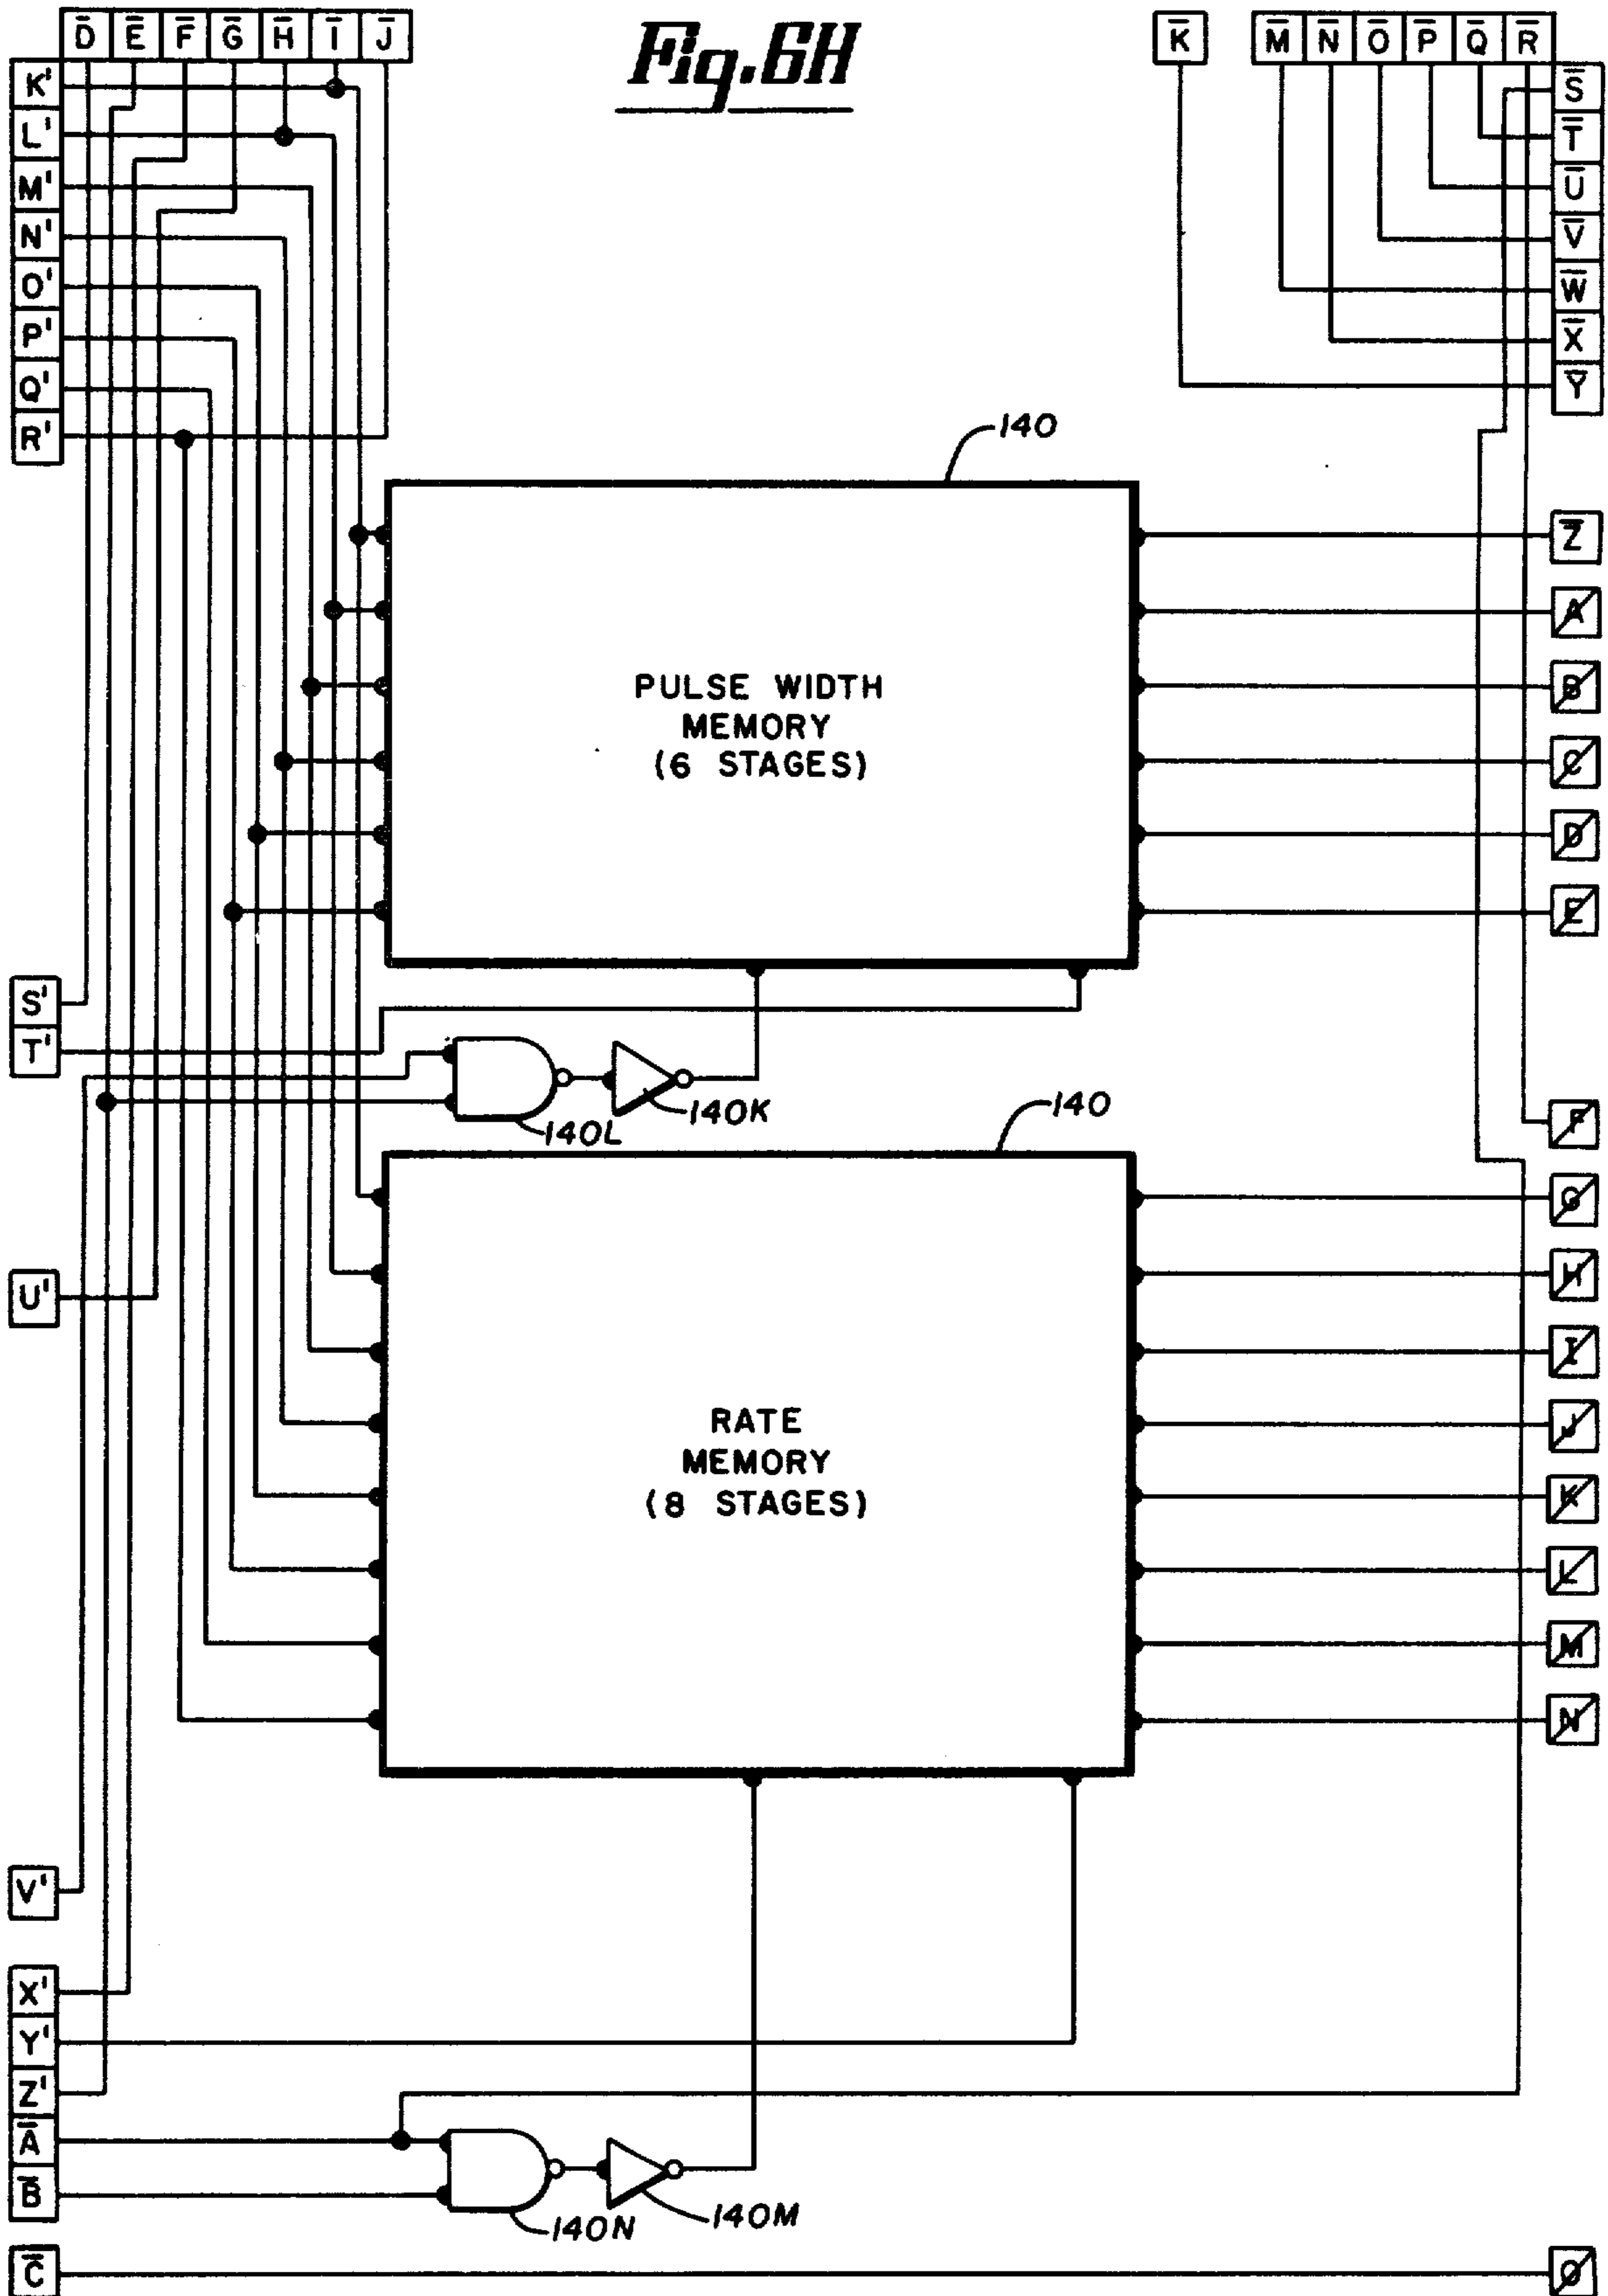 D̅ E̅ F̅ G̅ H̅ I̅ J̅
Fig.6H
K̅
M̅ N̅ O̅ P̅ Q̅ R̅
K'
L'
M'
N'
O'
P'
Q'
R'
S̅
T̅
U̅
V̅
W̅
X̅
Y̅
140
PULSE WIDTH
MEMORY
(6 STAGES)
Z̅
A̸
B̸
C̸
D̸
E̸
S'
T'
140L
140K
140
F̸
U'
RATE
MEMORY
(8 STAGES)
G̸
H̸
I̸
J̸
K̸
L̸
M̸
N̸
V'
X'
Y'
Z'
A̅
B̅
140N
140M
C̅
O̸